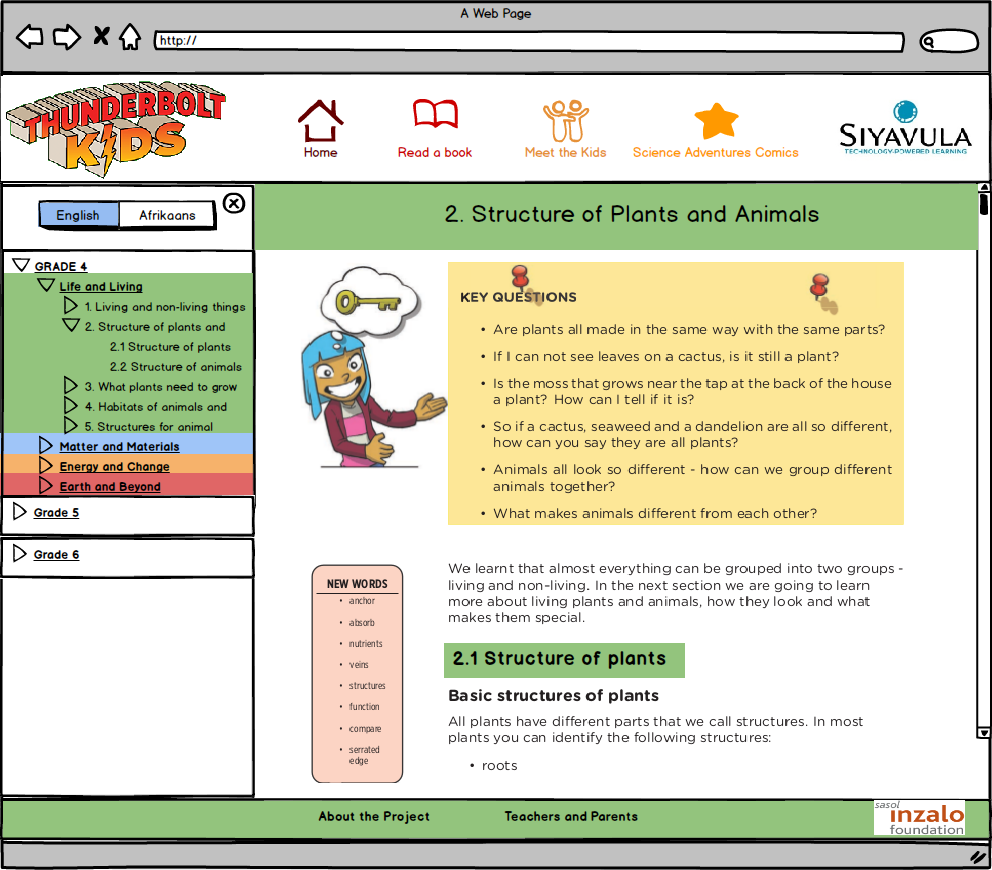 A Web Page
http://
THUNDERBOLT
KIDS
Home
Read a book
Meet the Kids
Science Adventures Comics
SIYAVULA
TECHNOLOGY-POWERED LEARNING
English
Afrikaans
GRADE 4
Life and Living
1. Living and non-living things
2. Structure of plants and
2.1 Structure of plants
2.2 Structure of animals
3. What plants need to grow
4. Habitats of animals and
5. Structures for animal
Matter and Materials
Energy and Change
Earth and Beyond
Grade 5
Grade 6
2. Structure of Plants and Animals
KEY QUESTIONS
• Are plants all made in the same way with the same parts?
• If I can not see leaves on a cactus, is it still a plant?
• Is the moss that grows near the tap at the back of the house
a plant? How can I tell if it is?
• So if a cactus, seaweed and a dandelion are all so different,
how can you say they are all plants?
• Animals all look so different - how can we group different
animals together?
• What makes animals different from each other?
NEW WORDS
• anchor
• absorb
• nutrients
• veins
• structures
• function
• compare
• serrated
edge
We learnt that almost everything can be grouped into two groups -
living and non-living. In the next section we are going to learn
more about living plants and animals, how they look and what
makes them special.
2.1 Structure of plants
Basic structures of plants
All plants have different parts that we call structures. In most
plants you can identify the following structures:
• roots
About the Project
Teachers and Parents
sasol
inzalo
foundation